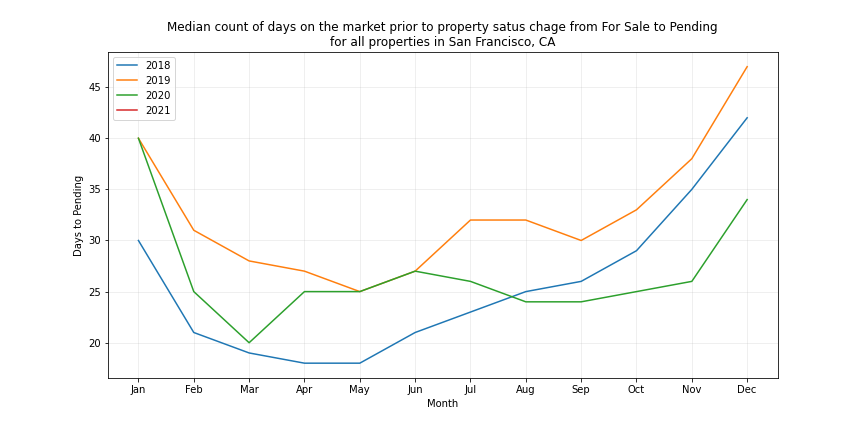 Median count of days on the market prior to property satus chage from For Sale to Pending
for all properties in San Francisco, CA
2018
2019
2020
2021
Days to Pending
45
40
35
30
25
20
Jan Feb Mar Apr May Jun Jul Aug Sep Oct Nov Dec
Month